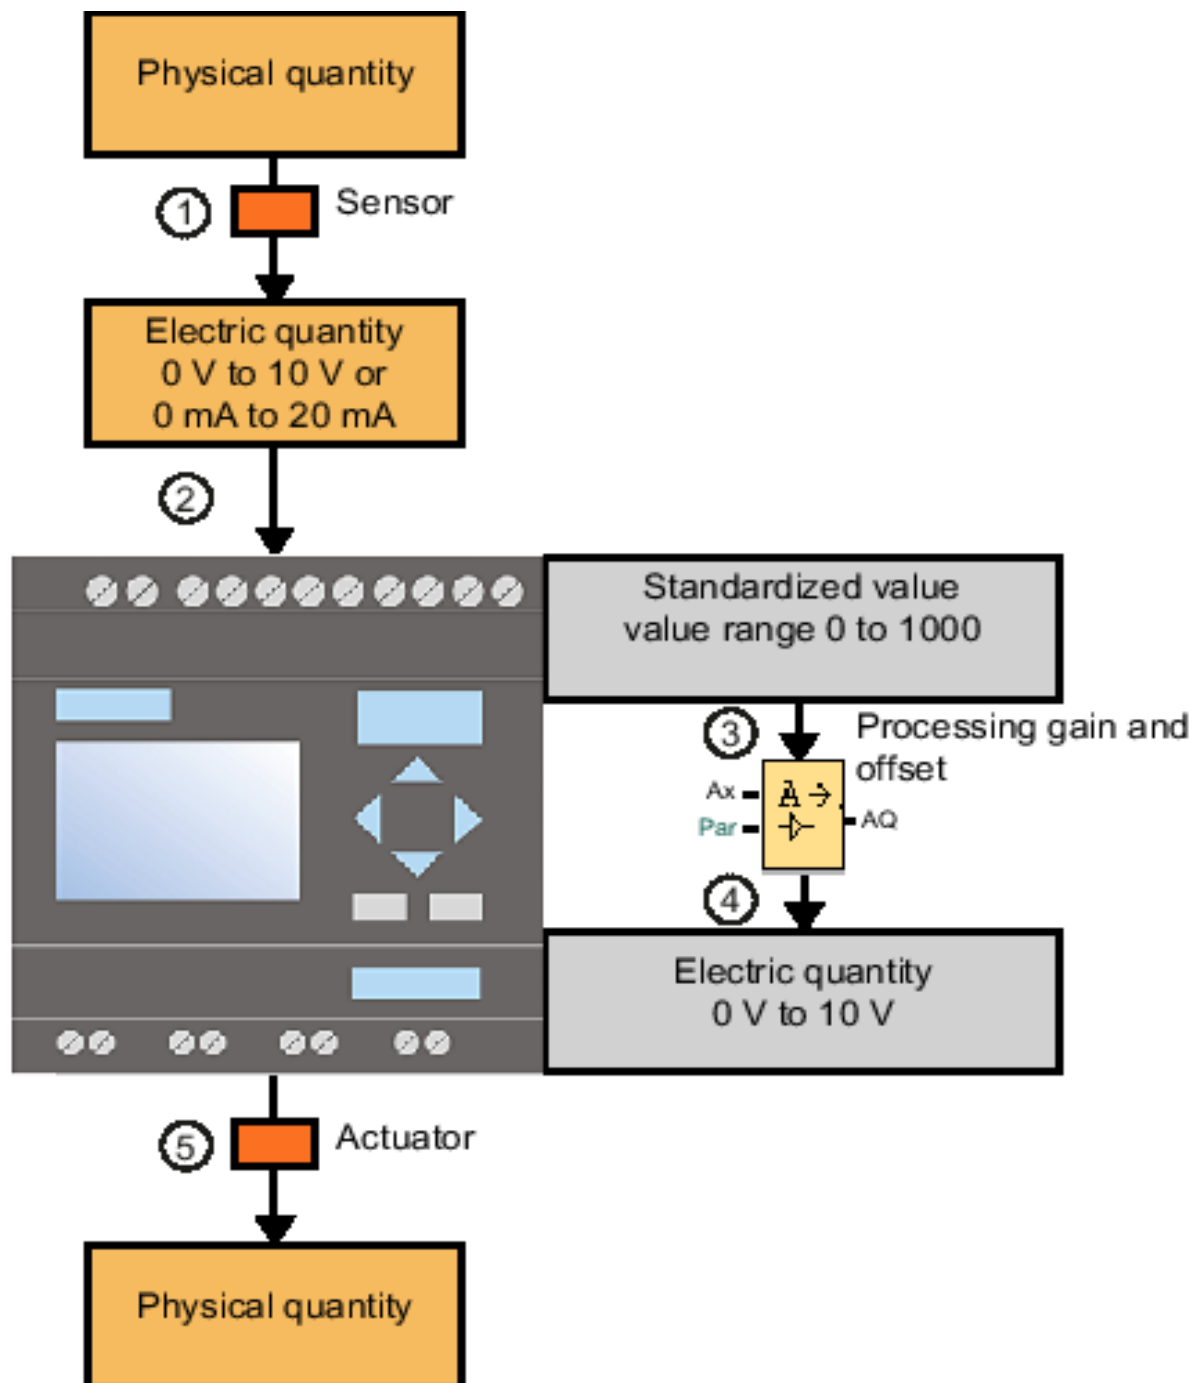 Physical quantity
1
Sensor
Electric quantity
0 V to 10 V or
0 mA to 20 mA
2
Standardized value
value range 0 to 1000
3
Processing gain and
offset
Ax
A→
Par
AQ
4
Electric quantity
0 V to 10 V
5
Actuator
Physical quantity